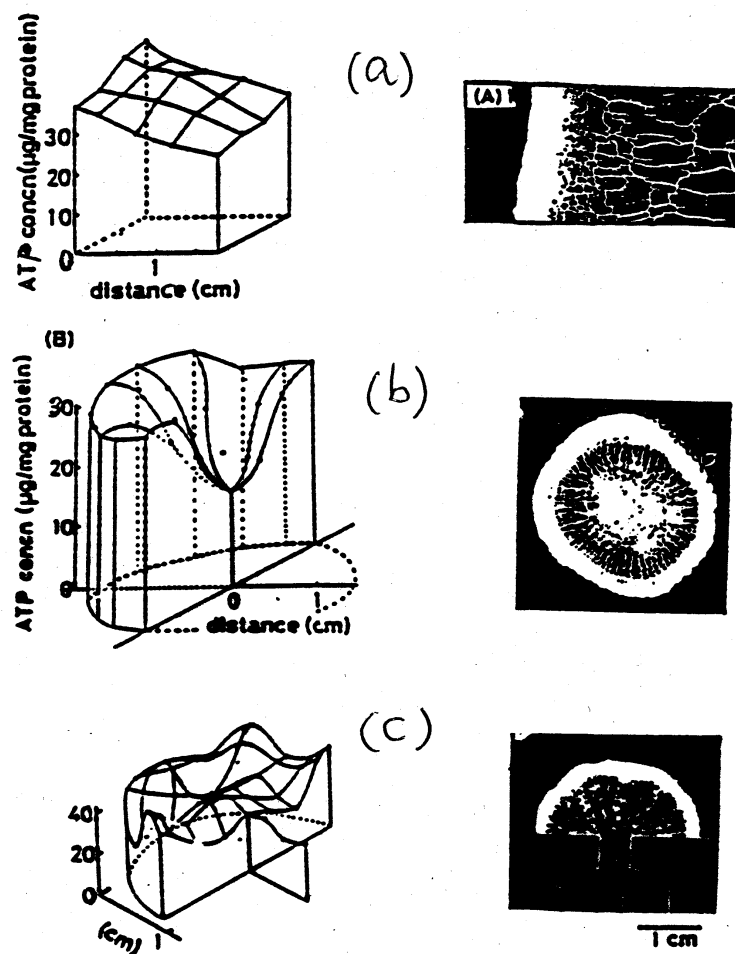 (a)
(A) 1
ATP concn (µg/mg protein)
30
20
10
0
1
distance (cm)
(B)
(b)
ATP concn (µg/mg protein)
30
20
10
0
0
1
distance (cm)
(c)
40
20
0
(cm)
1
1 cm